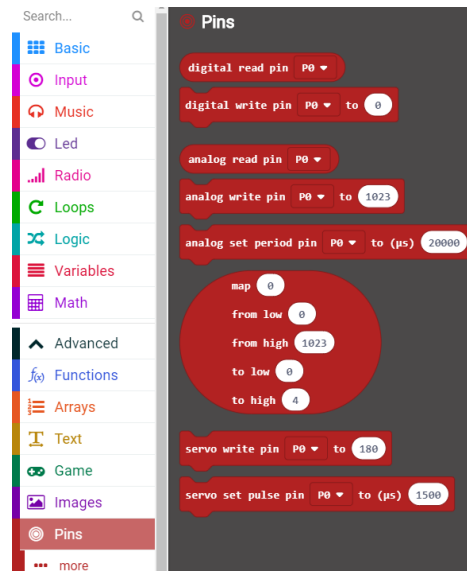 Search...
Basic
Input
Music
Led
Radio
Loops
Logic
Variables
Math
Advanced
f(x) Functions
Arrays
Text
Game
Images
Pins
more
Pins
digital read pin P0
digital write pin P0 to 0
analog read pin P0
analog write pin P0 to 1023
analog set period pin P0 to (µs) 20000
map 0
from low 0
from high 1023
to low 0
to high 4
servo write pin P0 to 180
servo set pulse pin P0 to (µs) 1500